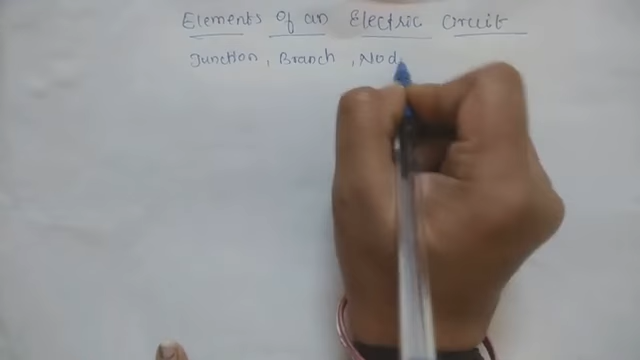 Elements Of an Electric Circuit
Junction, Branch, Nod